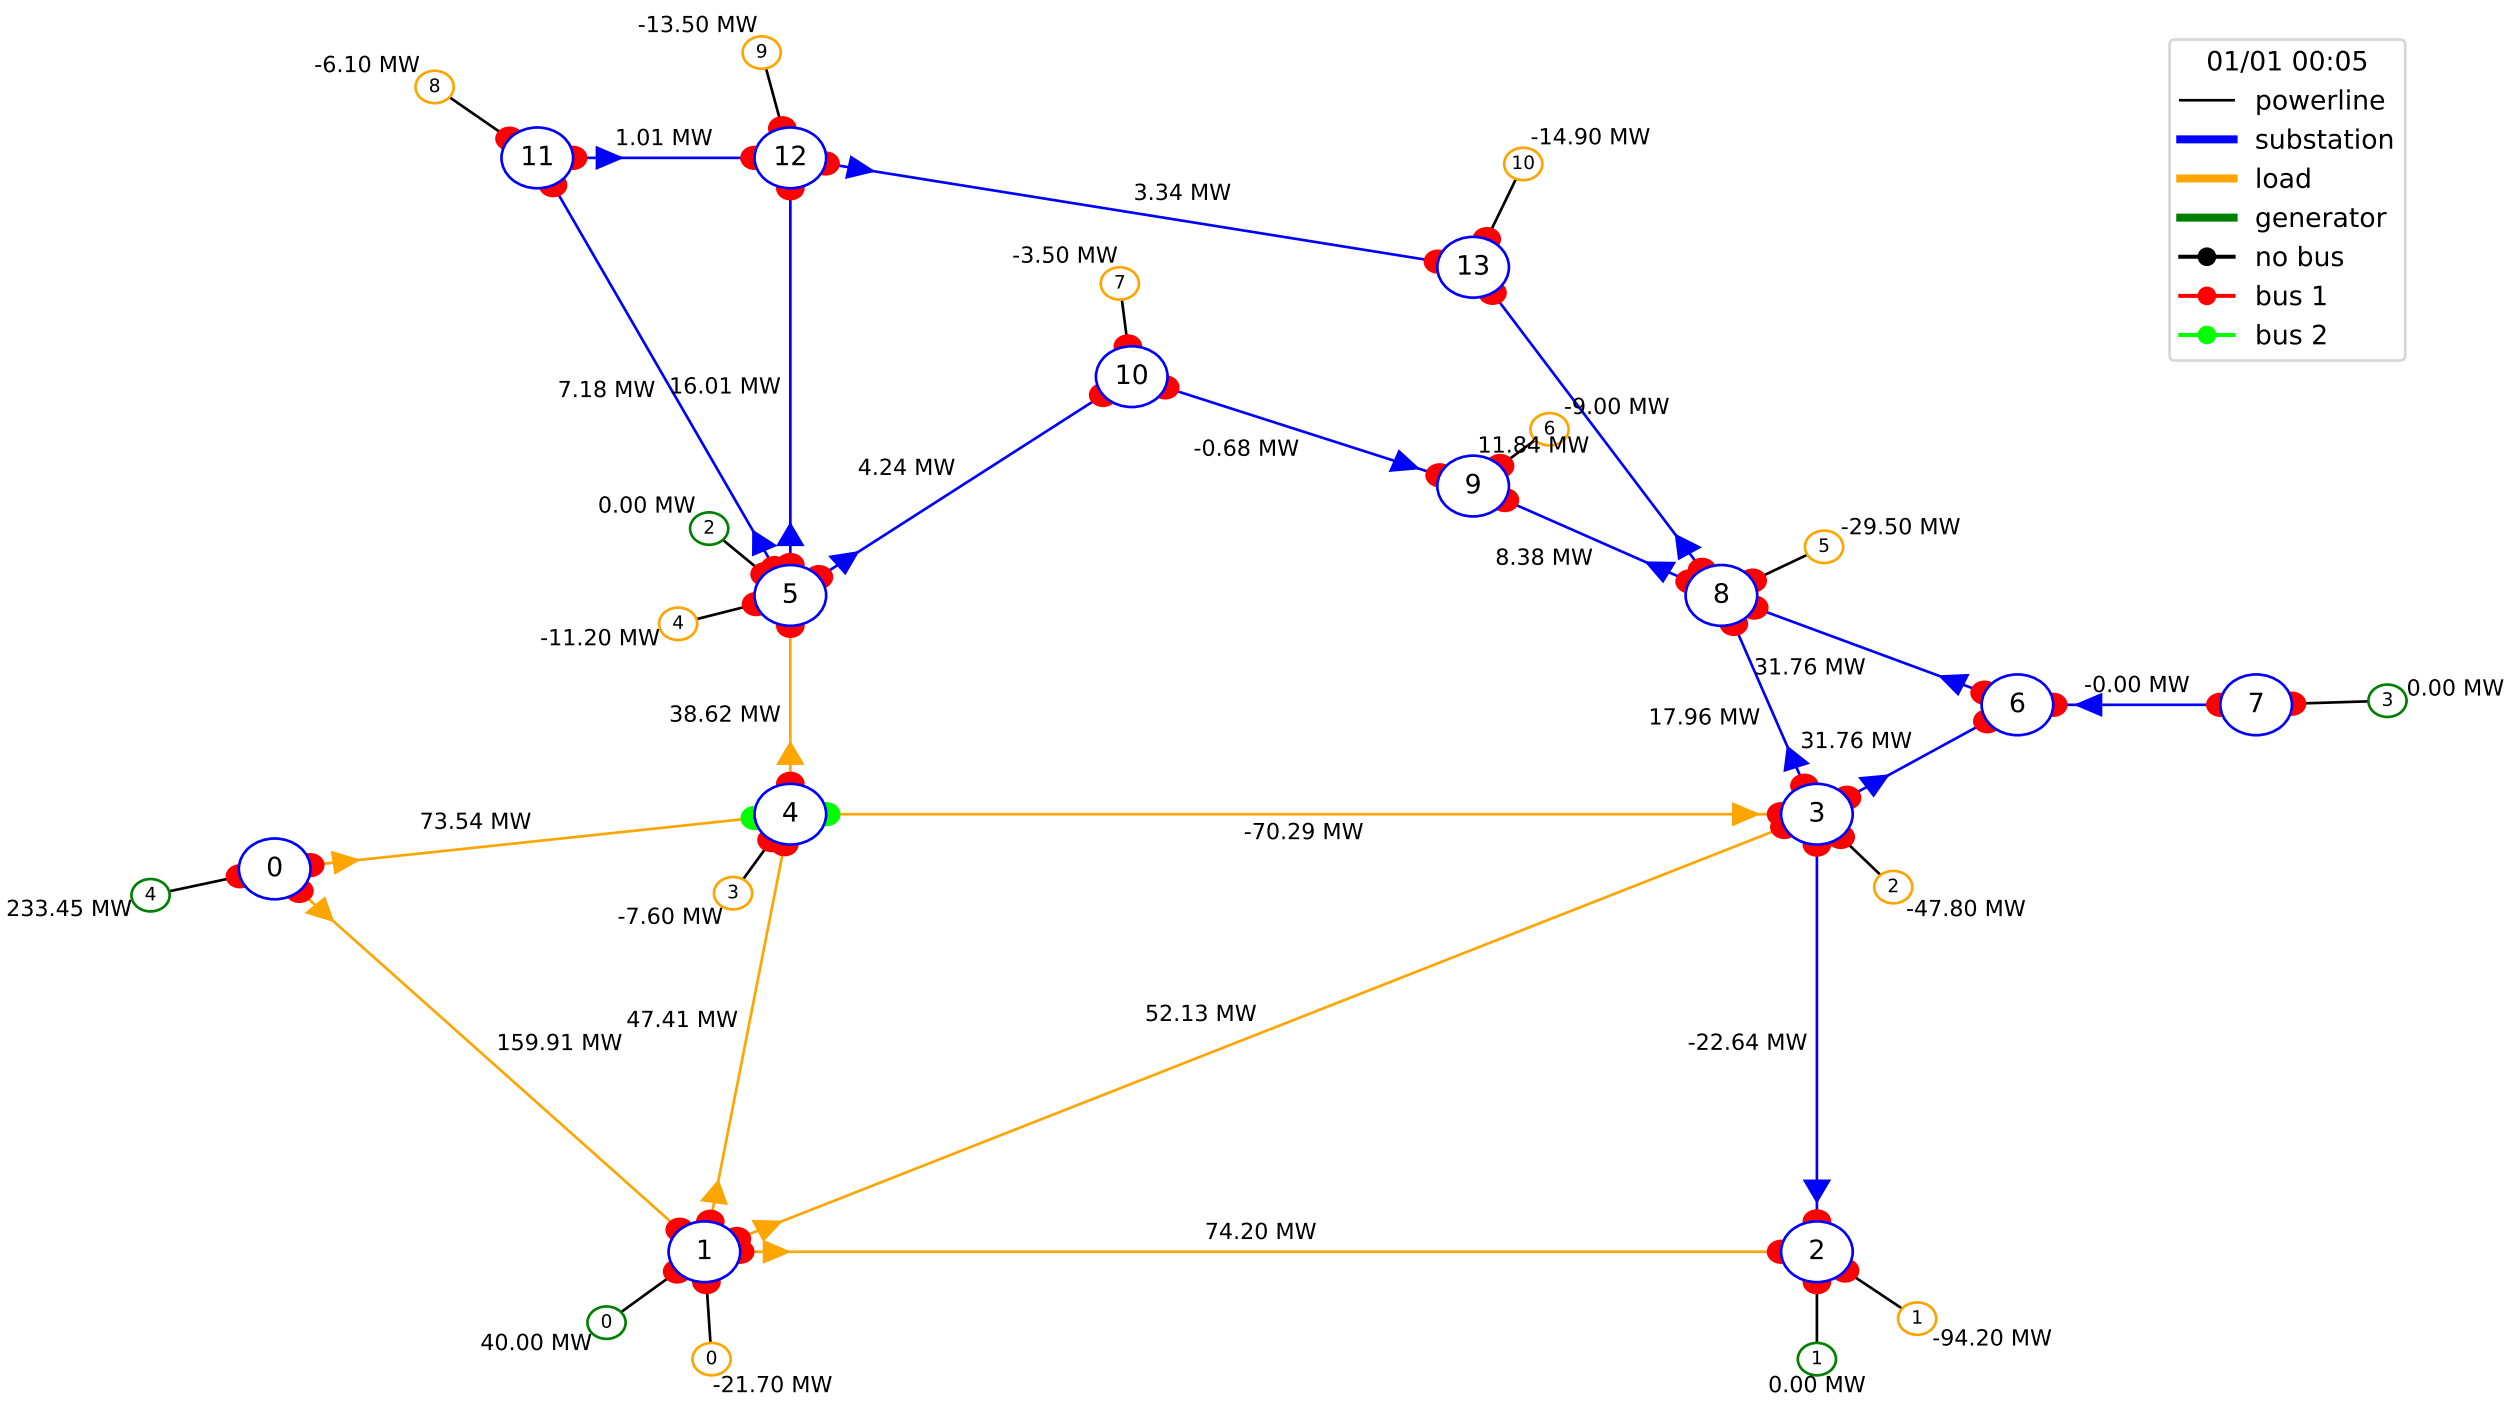 -13.50 MW
9
-6.10 MW
8
01/01 00:05
powerline
substation
load
generator
no bus
bus 1
bus 2
11
1.01 MW
12
-14.90 MW
10
3.34 MW
13
-3.50 MW
7
10
7.18 MW
16.01 MW
-9.00 MW
6
11.84 MW
-0.68 MW
4.24 MW
9
0.00 MW
2
-29.50 MW
5
8.38 MW
5
8
4
-11.20 MW
31.76 MW
-0.00 MW
0.00 MW
3
6
7
38.62 MW
17.96 MW
31.76 MW
73.54 MW
4
-70.29 MW
3
0
4
233.45 MW
3
-7.60 MW
2
-47.80 MW
47.41 MW
159.91 MW
52.13 MW
-22.64 MW
74.20 MW
1
2
0
40.00 MW
1
-94.20 MW
0
-21.70 MW
1
0.00 MW